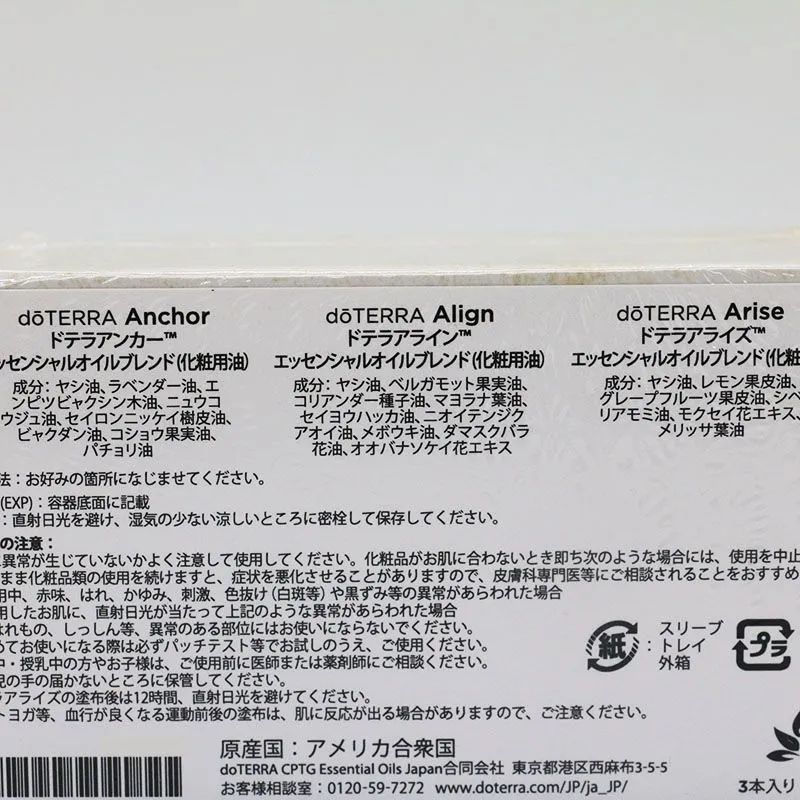 dōTERRA Anchor
ドテラアンカー™
ッセンシャルオイルブレンド(化粧用油)
成分：ヤシ油、ラベンダー油、エ
ンピツビャクシン木油、ニュウコ
ウジュ油、セイロンニッケイ樹皮油、
ビャクダン油、コショウ果実油、
パチョリ油
dōTERRA Align
ドテラアライン™
エッセンシャルオイルブレンド(化粧用油)
成分：ヤシ油、ベルガモット果実油、
コリアンダー種子油、マヨラナ葉油、
セイヨウハッカ油、ニオイテンジク
アオイ油、メボウキ油、ダマスクバラ
花油、オオバナソケイ花エキス
dōTERRA Arise
ドテラアライズ™
エッセンシャルオイルブレンド(化粧
成分：ヤシ油、レモン果皮油、
グレープフルーツ果皮油、シベ
リアモミ油、モクセイ花エキス、
メリッサ葉油
法：お好みの箇所になじませてください。
(EXP)：容器底面に記載
：直射日光を避け、湿気の少ない涼しいところに密栓して保存してください。
の注意：
異常が生じていないかよく注意して使用してください。化粧品がお肌に合わないとき即ち次のような場合には、使用を中止
まま化粧品類の使用を続けますと、症状を悪化させることがありますので、皮膚科専門医等にご相談されることをおすすめ
用中、赤味、はれ、かゆみ、刺激、色抜け(白斑等)や黒ずみ等の異常があらわれた場合
用したお肌に、直射日光が当たって上記のような異常があらわれた場合
はれもの、しっしん等、異常のある部位にはお使いにならないでください。
めてお使いになる際は必ずパッチテスト等でお試しのうえ、ご使用ください。
中・授乳中の方やお子様は、ご使用前に医師または薬剤師にご相談ください。
児の手の届かないところに保管してください。
ラアライズの塗布後は12時間、直射日光を避けてください。
トヨガ等、血行が良くなる運動前後の塗布は、肌に反応が出る場合がありますので、ご注意ください。
紙
：スリーブ
トレイ
外箱
プラ
原産国：アメリカ合衆国
doTERRA CPTG Essential Oils Japan合同会社 東京都港区西麻布3-5-5
お客様相談室：0120-59-7272 www.doterra.com/JP/ja_JP/
3本入り